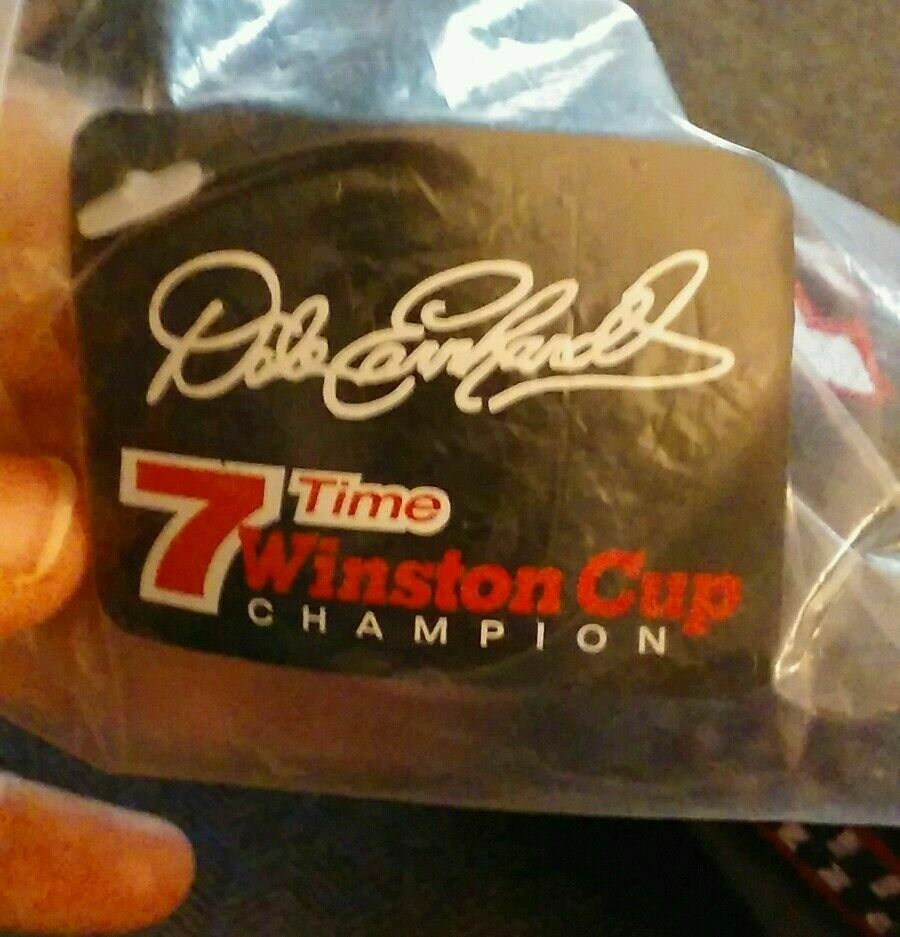 Dale Earnhardt
7 Time
Winston Cup
CHAMPION